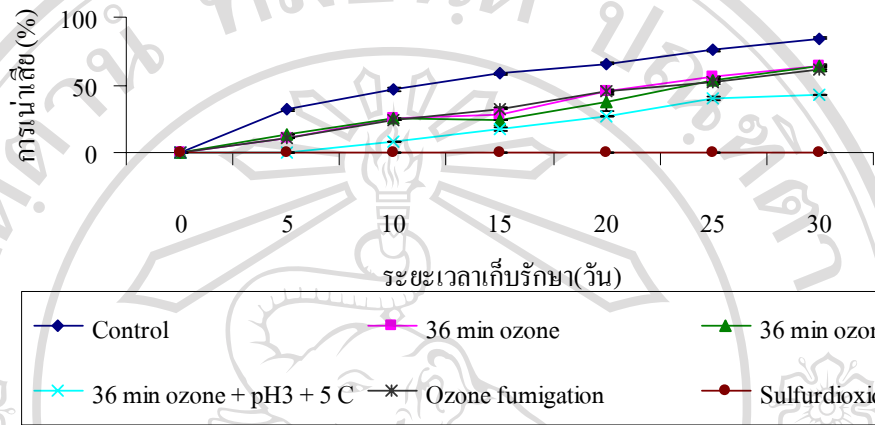 การเน่าเสีย(%)
100
50
0
0 5 10 15 20 25 30
ระยะเวลาเก็บรักษา(วัน)
Control 36 min ozone 36 min ozon
36 min ozone + pH3 + 5 C Ozone fumigation Sulfurdioxid